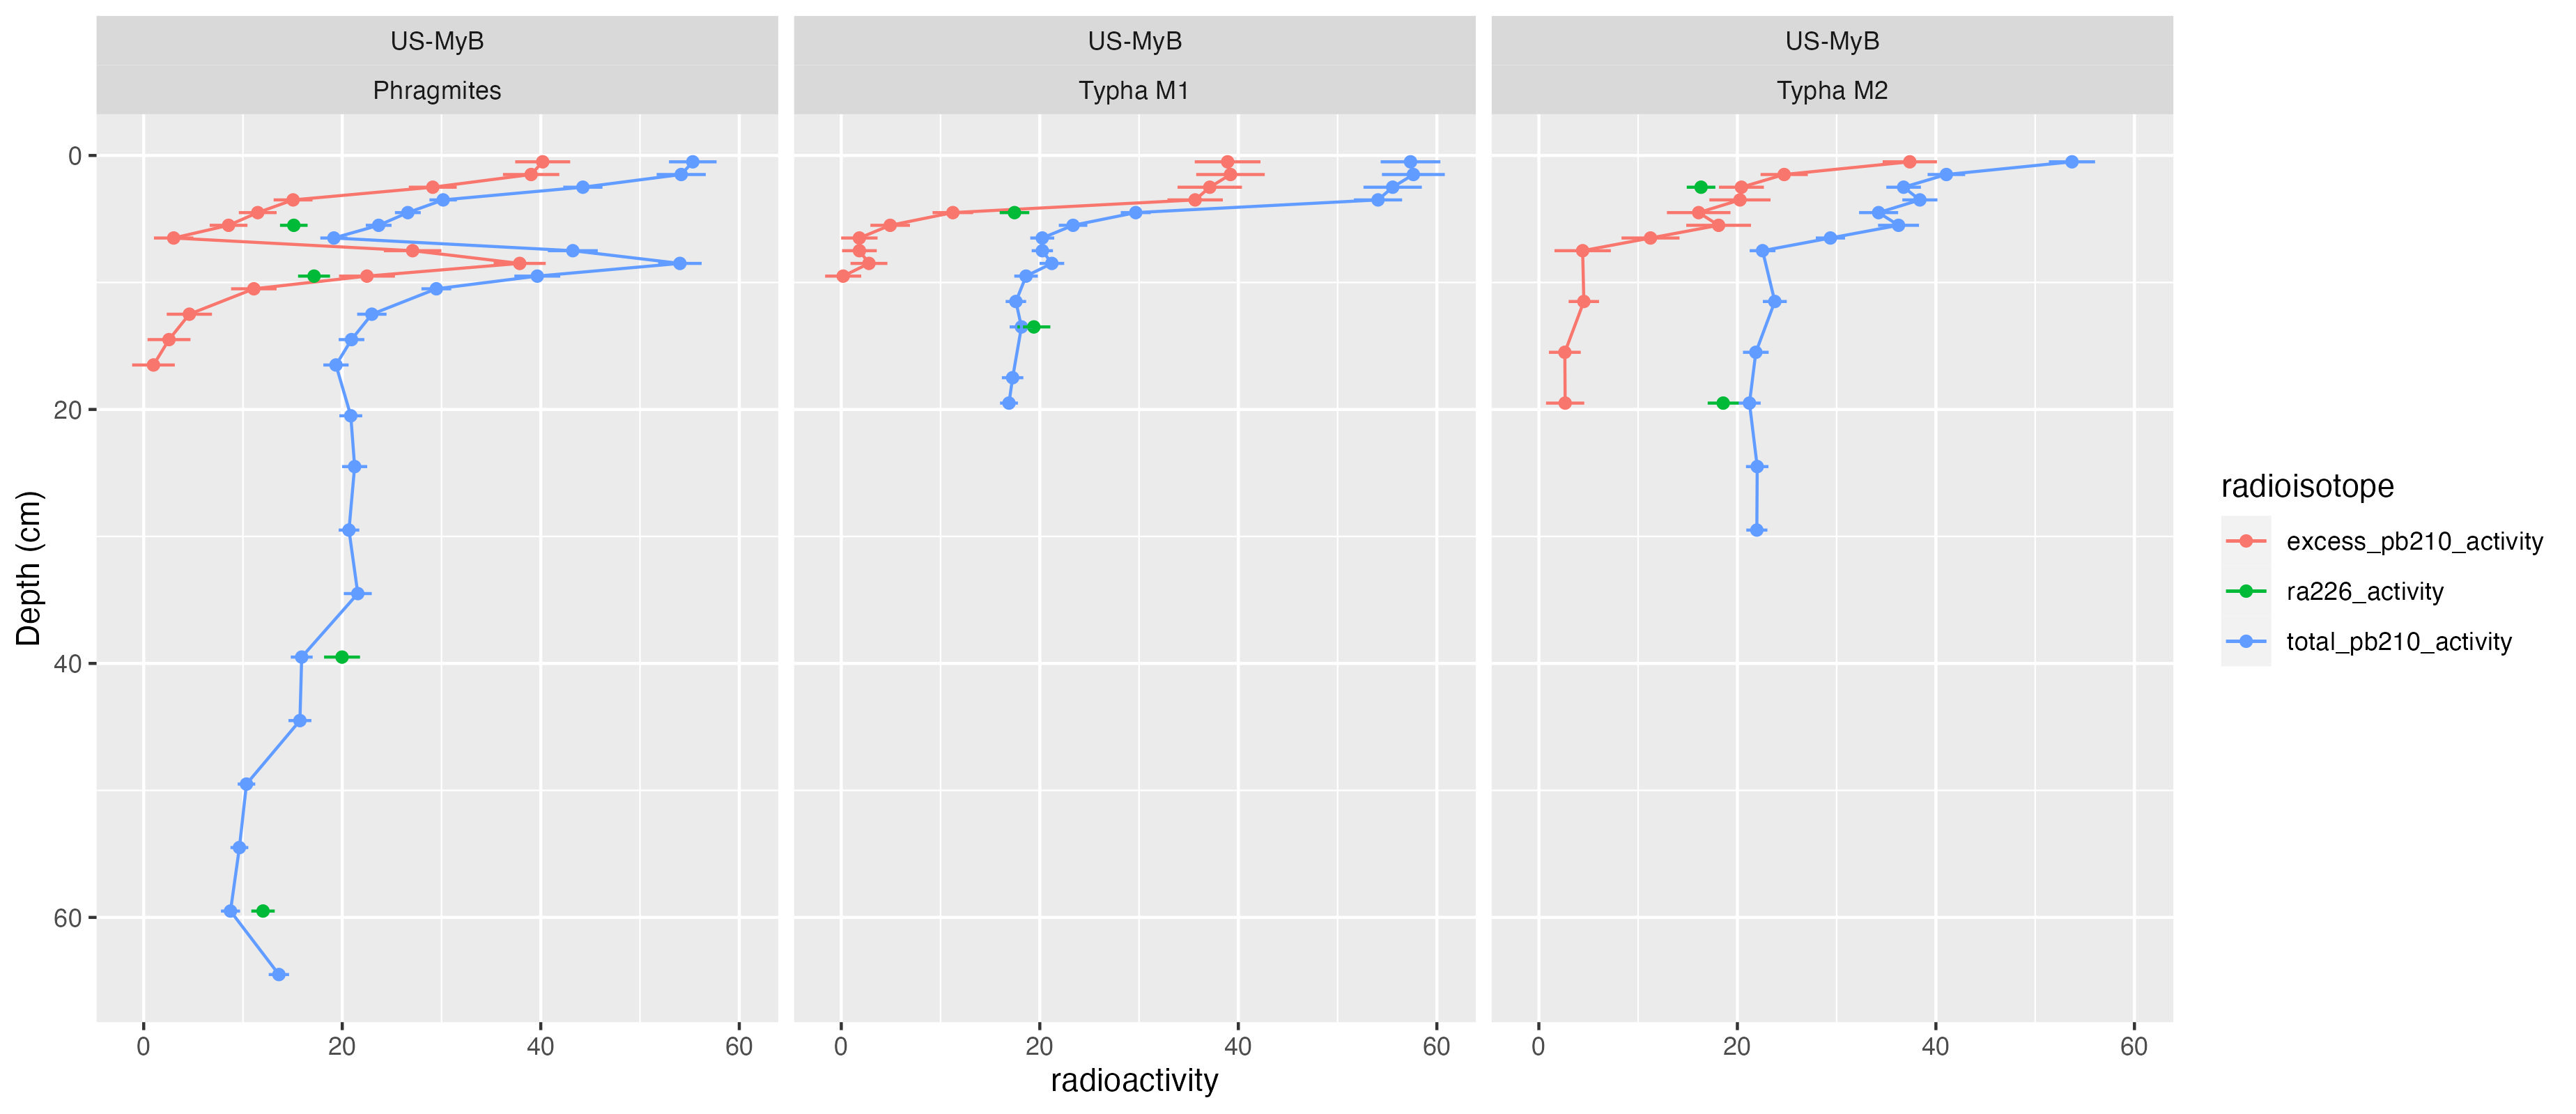 US-MyB
US-MyB
US-MyB
Phragmites
Typha M1
Typha M2
0
20
40
60
Depth (cm)
0
20
40
60
0
20
40
60
0
20
40
60
radioactivity
radioisotope
excess_pb210_activity
ra226_activity
total_pb210_activity